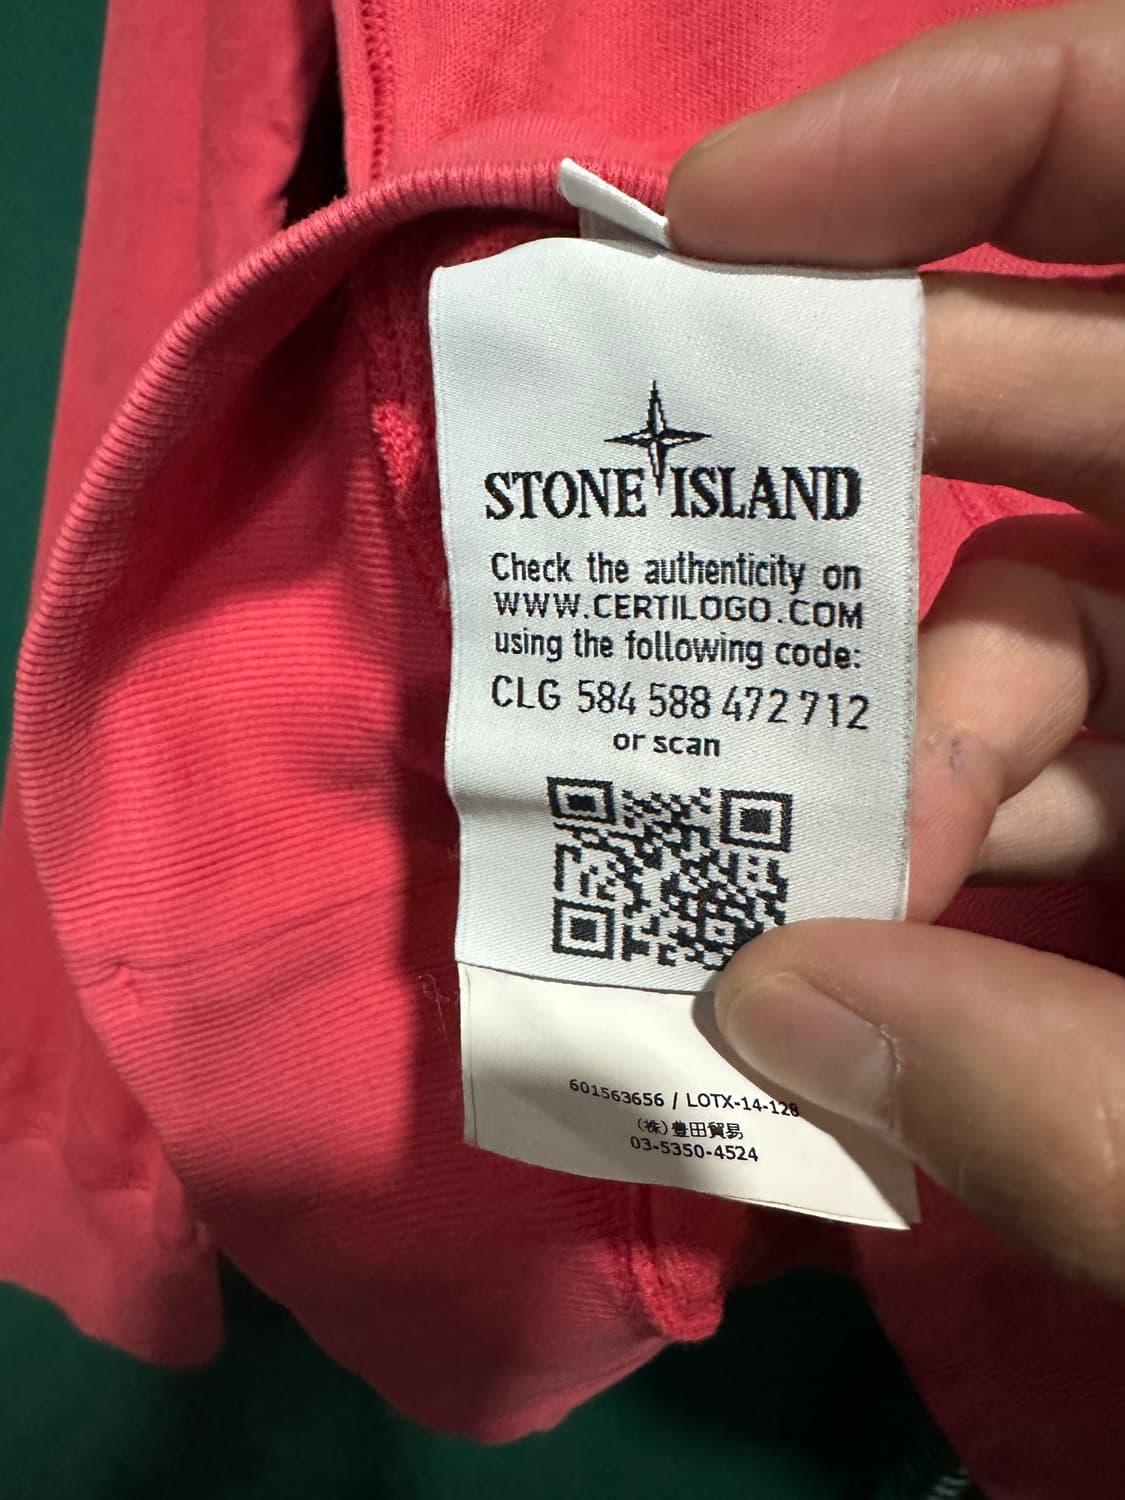 STONE ISLAND
Check the authenticity on
WWW.CERTILOGO.COM
using the following code:
CLG 584 588 472 712
or scan
601563656 / LOTX-14-128
(株)豊田貿易
03-5350-4524